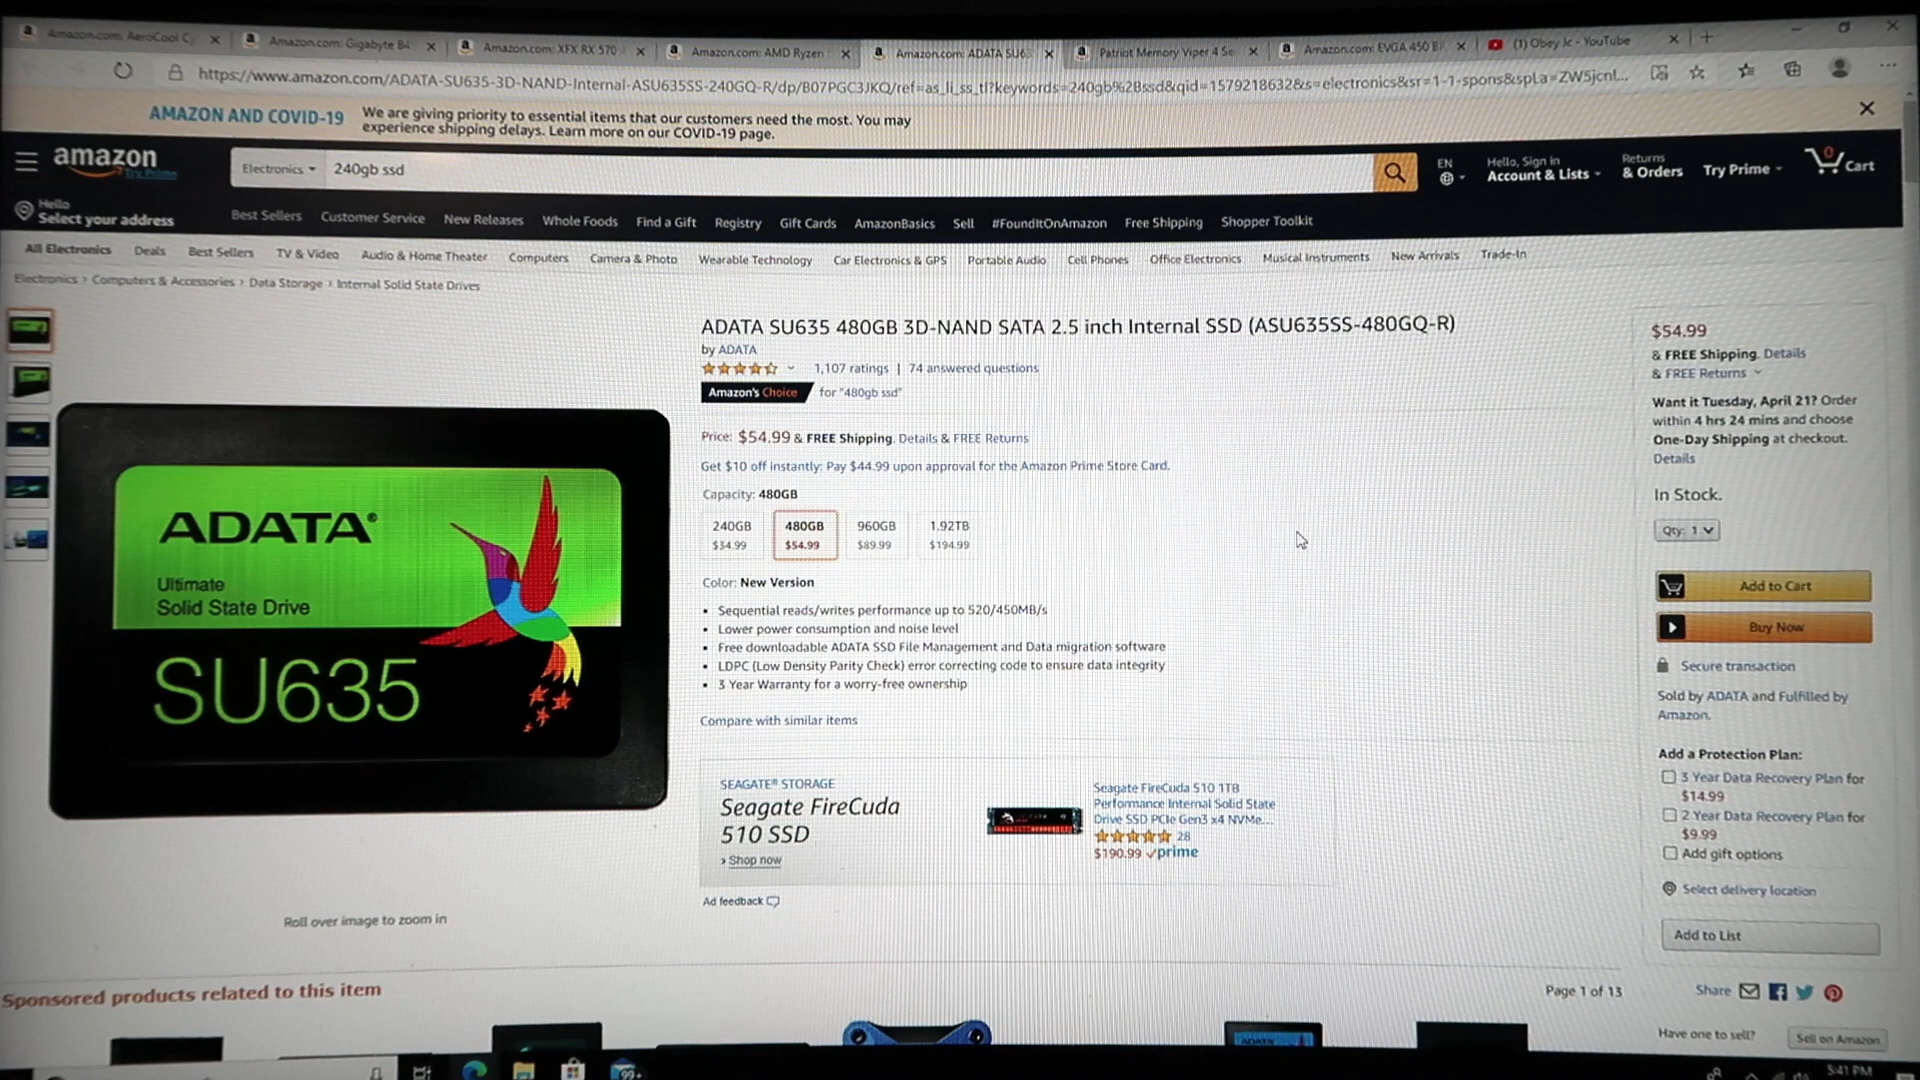 Amazon.com: AeroCool C
Amazon.com: Gigabyte B4
Amazon.com: XFX RX 570
Amazon.com: AMD Ryzen
Amazon.com: ADATA SU6
Patriot Memory Viper 4 Se
Amazon.com: EVGA 450 B
(1) Obey Jc - YouTube
https://www.amazon.com/ADATA-SU635-3D-NAND-Internal-ASU635SS-240GQ-R/dp/B07PGC3JKQ/ref=as_li_ss_tl?keywords=240gb%2Bssd&qid=1579218632&s=electronics&sr=1-1-spons&spLa=ZW5jcnl...
AMAZON AND COVID-19
We are giving priority to essential items that our customers need the most. You may
experience shipping delays. Learn more on our COVID-19 page.
amazon
Try Prime
Electronics
240gb ssd
EN
Hello, Sign in
Account & Lists
Returns
& Orders
Try Prime
0
Cart
Hello
Select your address
Best Sellers Customer Service New Releases Whole Foods Find a Gift Registry Gift Cards AmazonBasics Sell #FoundItOnAmazon Free Shipping Shopper Toolkit
All Electronics Deals Best Sellers TV & Video Audio & Home Theater Computers Camera & Photo Wearable Technology Car Electronics & GPS Portable Audio Cell Phones Office Electronics Musical Instruments New Arrivals Trade-In
Electronics › Computers & Accessories › Data Storage › Internal Solid State Drives
ADATA SU635 480GB 3D-NAND SATA 2.5 inch Internal SSD (ASU635SS-480GQ-R)
by ADATA
1,107 ratings | 74 answered questions
Amazon's Choice for "480gb ssd"
Price: $54.99 & FREE Shipping. Details & FREE Returns
Get $10 off instantly: Pay $44.99 upon approval for the Amazon Prime Store Card.
Capacity: 480GB
240GB 480GB 960GB 1.92TB
$34.99 $54.99 $89.99 $194.99
Color: New Version
• Sequential reads/writes performance up to 520/450MB/s
• Lower power consumption and noise level
• Free downloadable ADATA SSD File Management and Data migration software
• LDPC (Low Density Parity Check) error correcting code to ensure data integrity
• 3 Year Warranty for a worry-free ownership
Compare with similar items
ADATA®
Ultimate
Solid State Drive
SU635
Roll over image to zoom in
SEAGATE® STORAGE
Seagate FireCuda
510 SSD
› Shop now
Seagate FireCuda 510 1TB
Performance Internal Solid State
Drive SSD PCIe Gen3 x4 NVMe...
28
$190.99 prime
Ad feedback
$54.99
& FREE Shipping. Details
& FREE Returns
Want it Tuesday, April 21? Order
within 4 hrs 24 mins and choose
One-Day Shipping at checkout.
Details
In Stock.
Qty: 1
Add to Cart
Buy Now
Secure transaction
Sold by ADATA and Fulfilled by
Amazon.
Add a Protection Plan:
3 Year Data Recovery Plan for
$14.99
2 Year Data Recovery Plan for
$9.99
Add gift options
Select delivery location
Add to List
Share
Have one to sell?
Sell on Amazon
Sponsored products related to this item
Page 1 of 13
ADATA
99+
5:41 PM